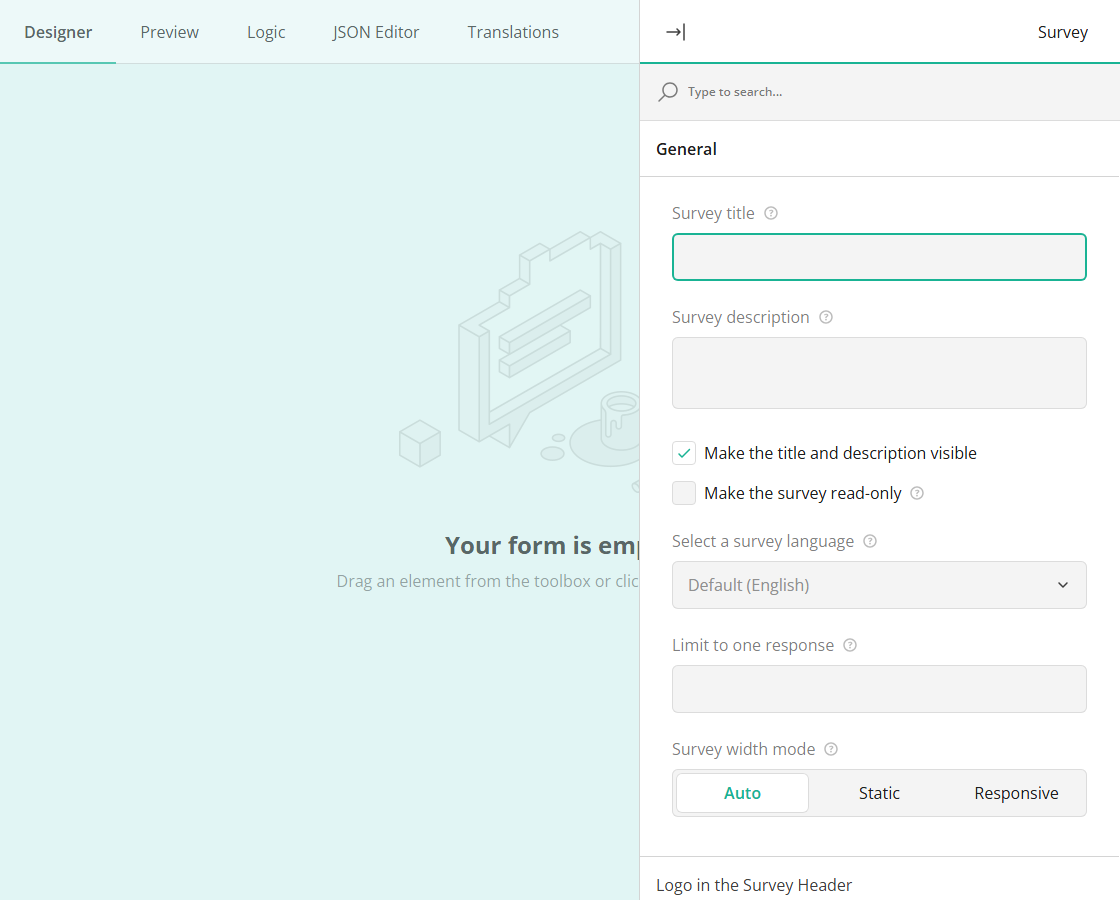 Designer Preview Logic JSON Editor Translations
Survey
Type to search...
General
Survey title
Survey description
Make the title and description visible
Make the survey read-only
Select a survey language
Default (English)
Limit to one response
Survey width mode
Auto Static Responsive
Logo in the Survey Header
Your form is
Drag an element from the toolbox or